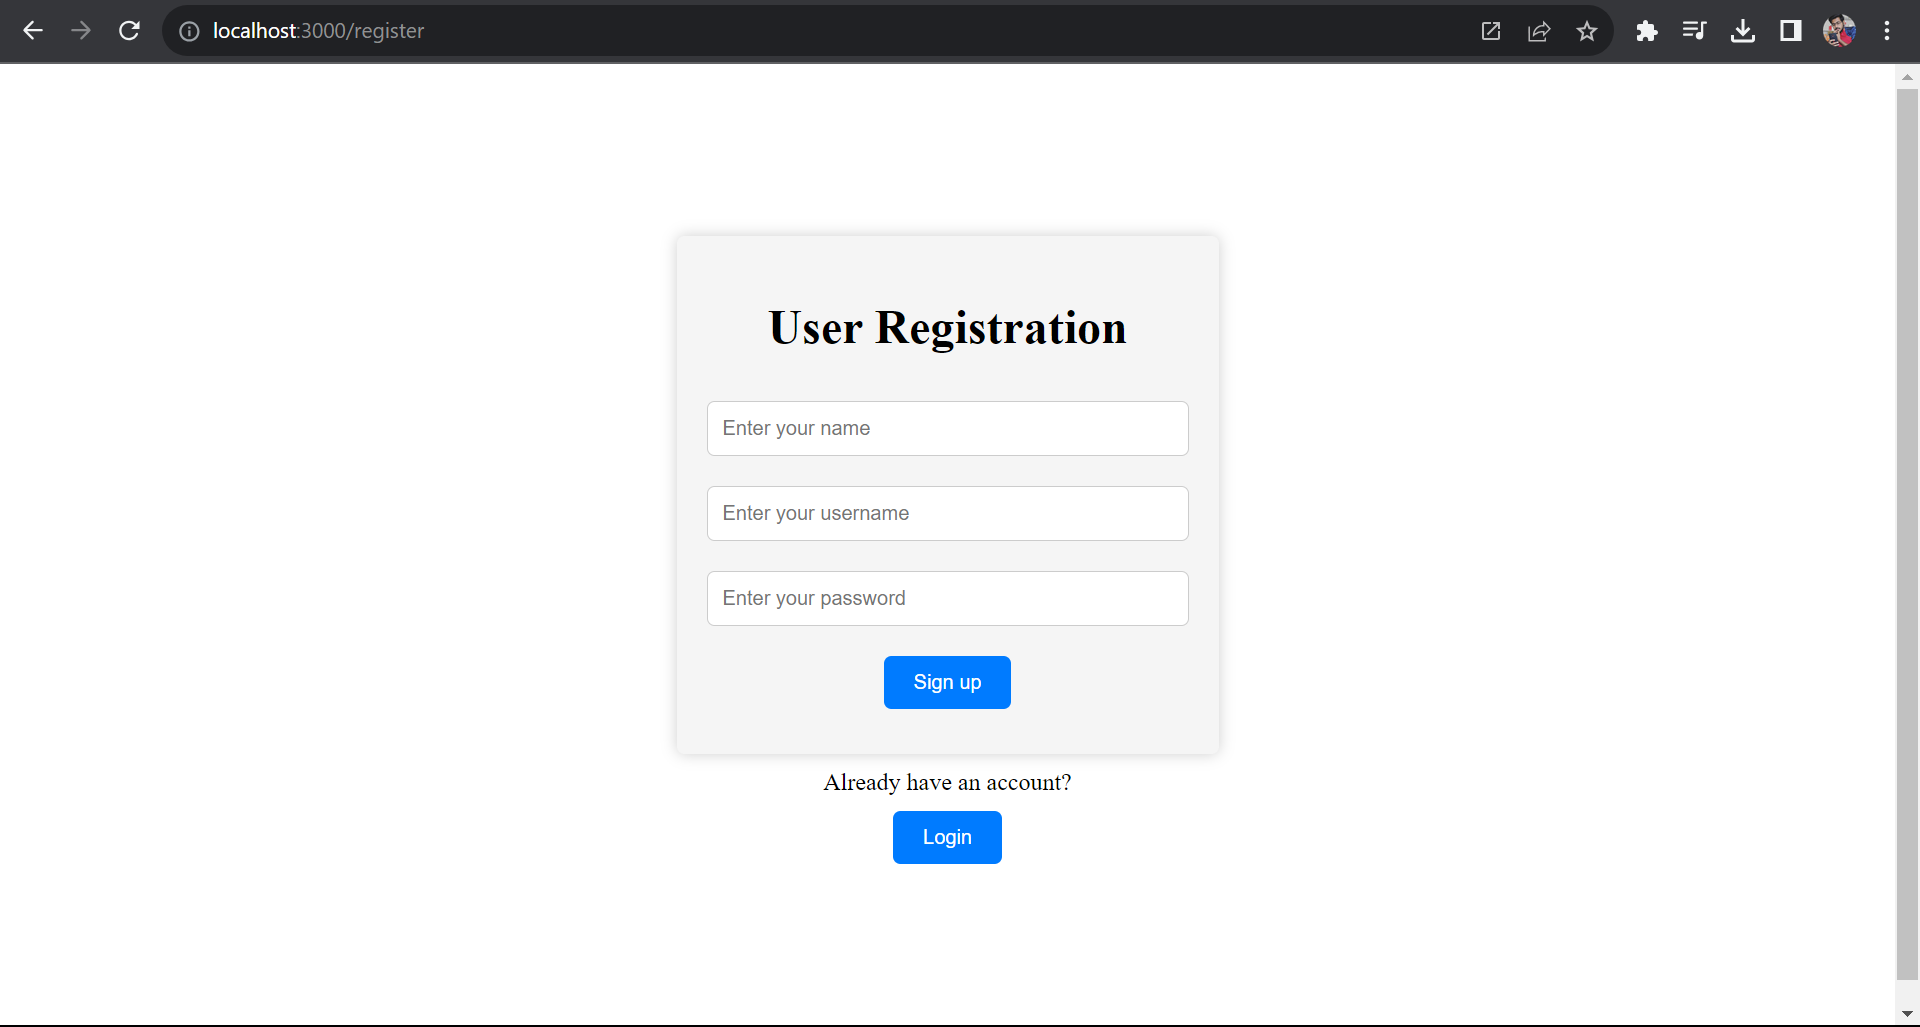 localhost:3000/register
User Registration
Enter your name
Enter your username
Enter your password
Sign up
Already have an account?
Login